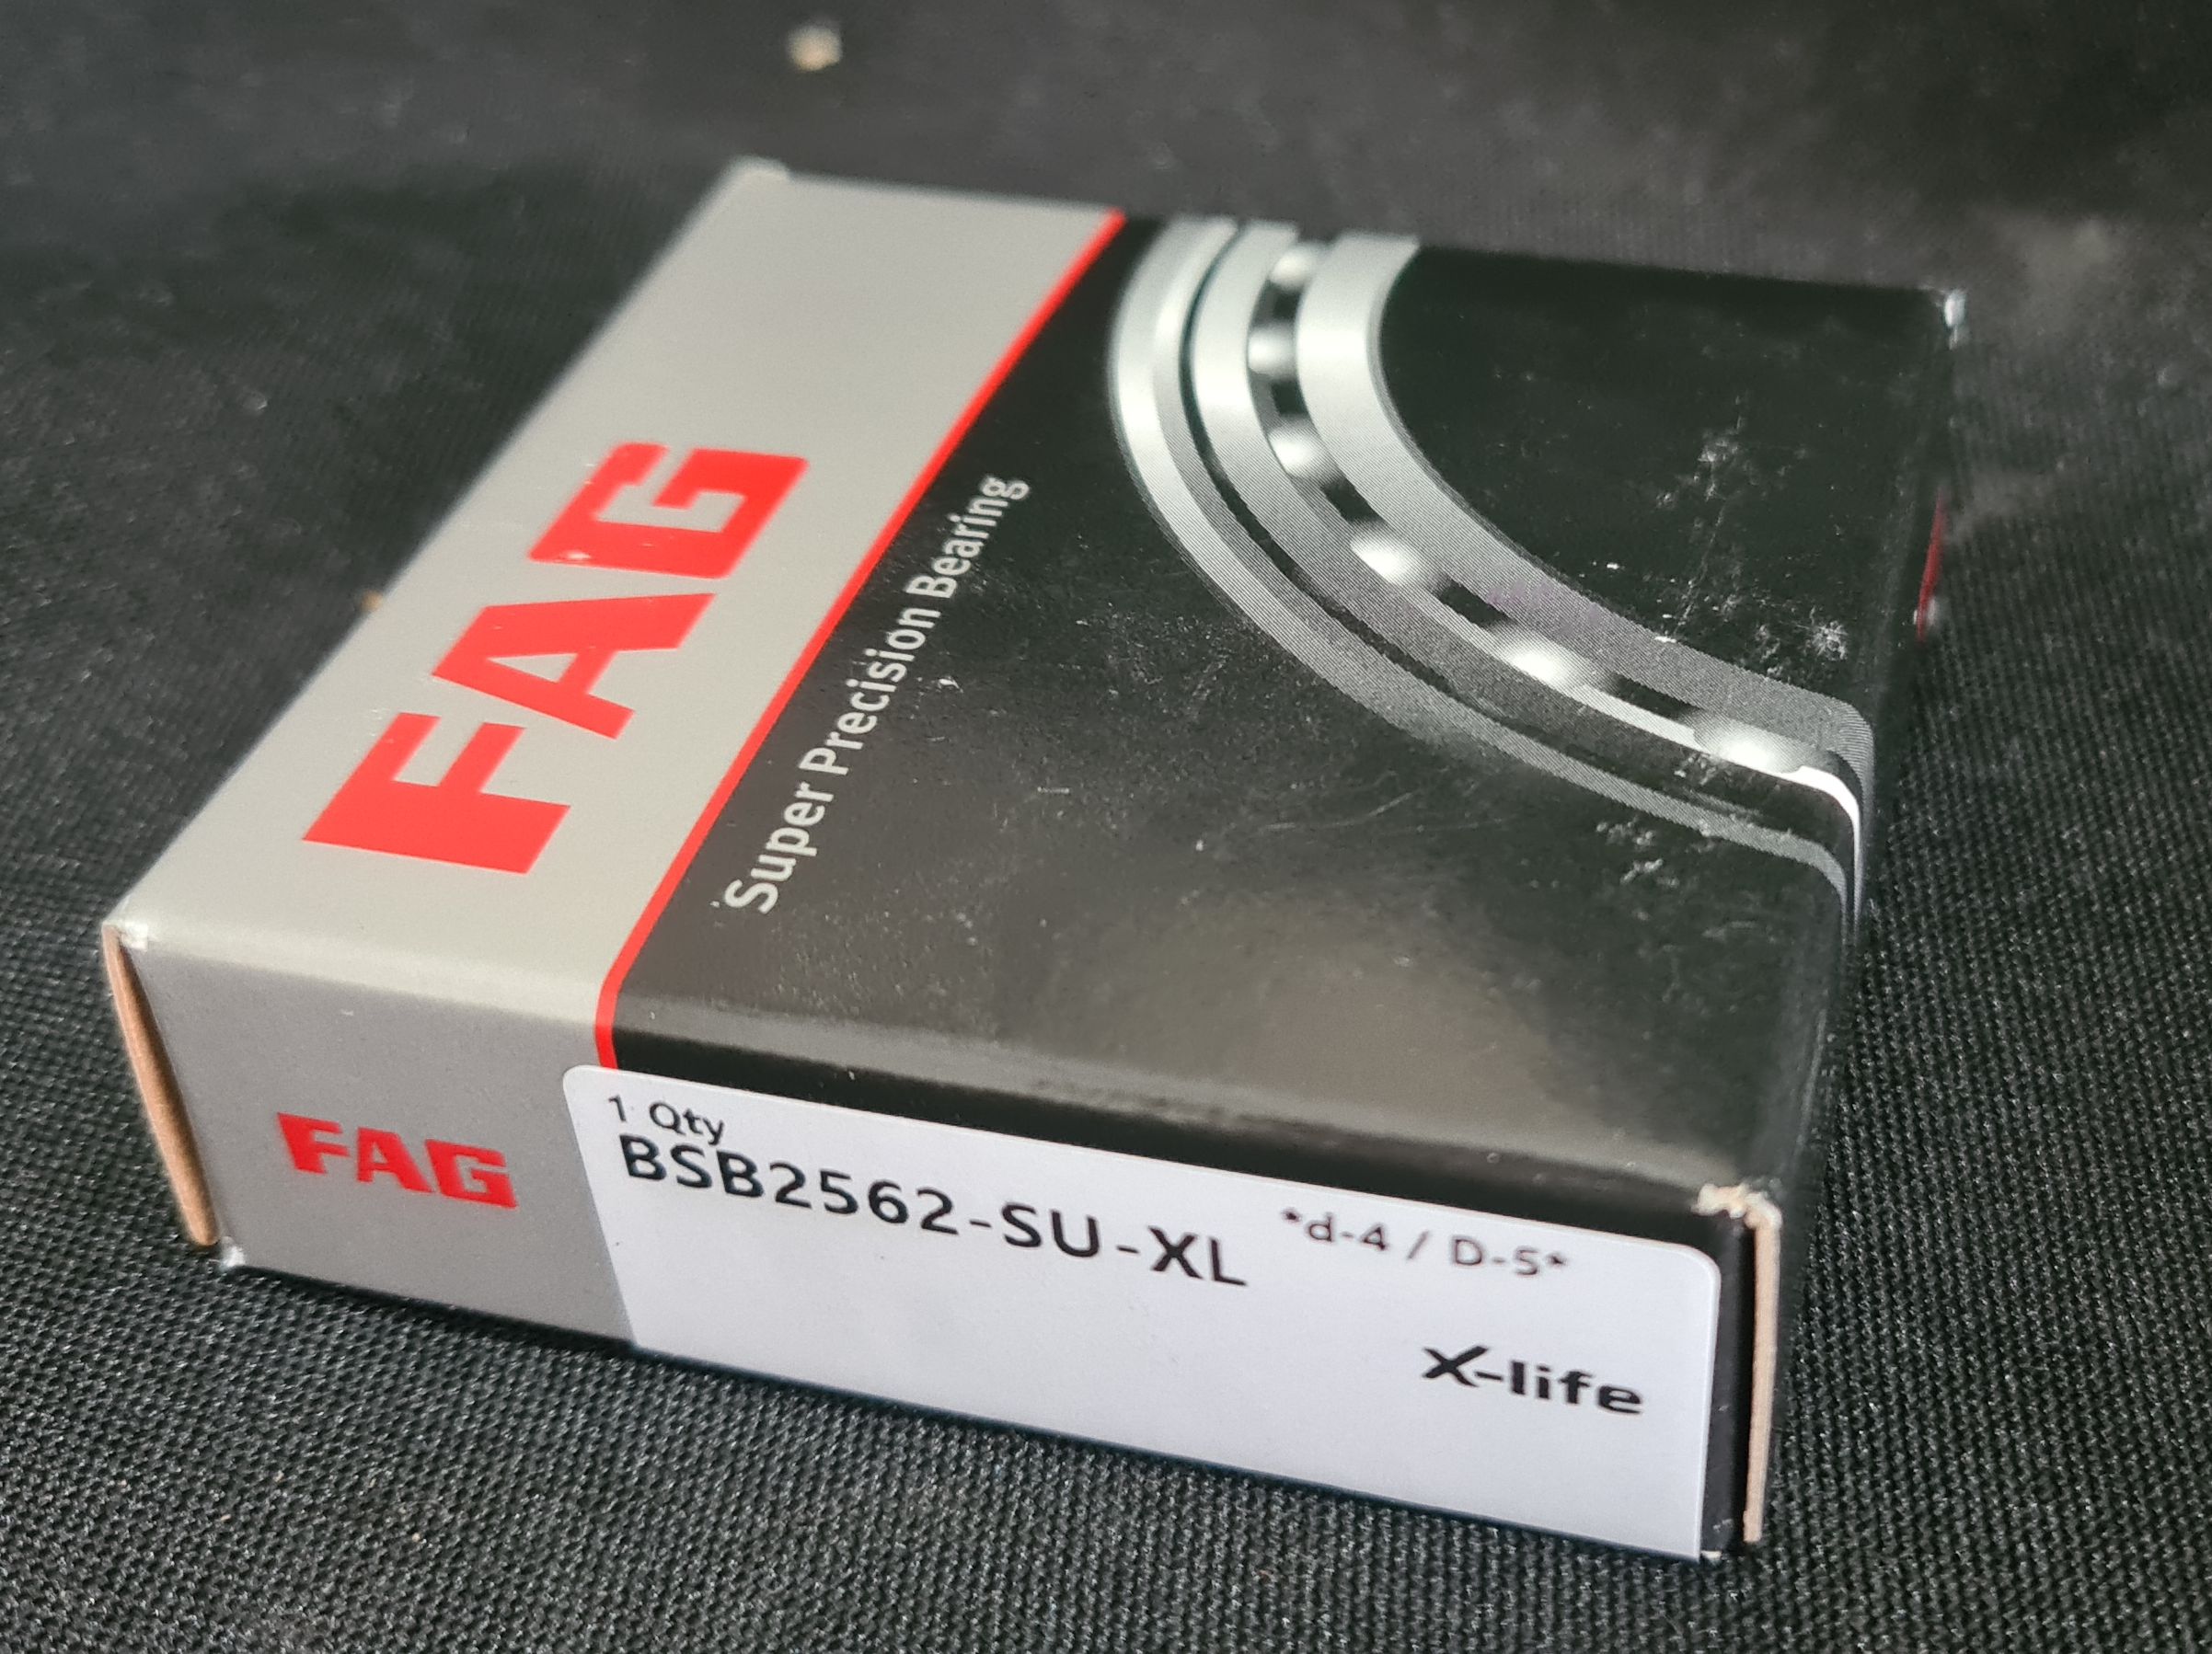 FAG
Super Precision Bearing
FAG
1 Qty
BSB2562-SU-XL
*d-4 / D-5*
X-life